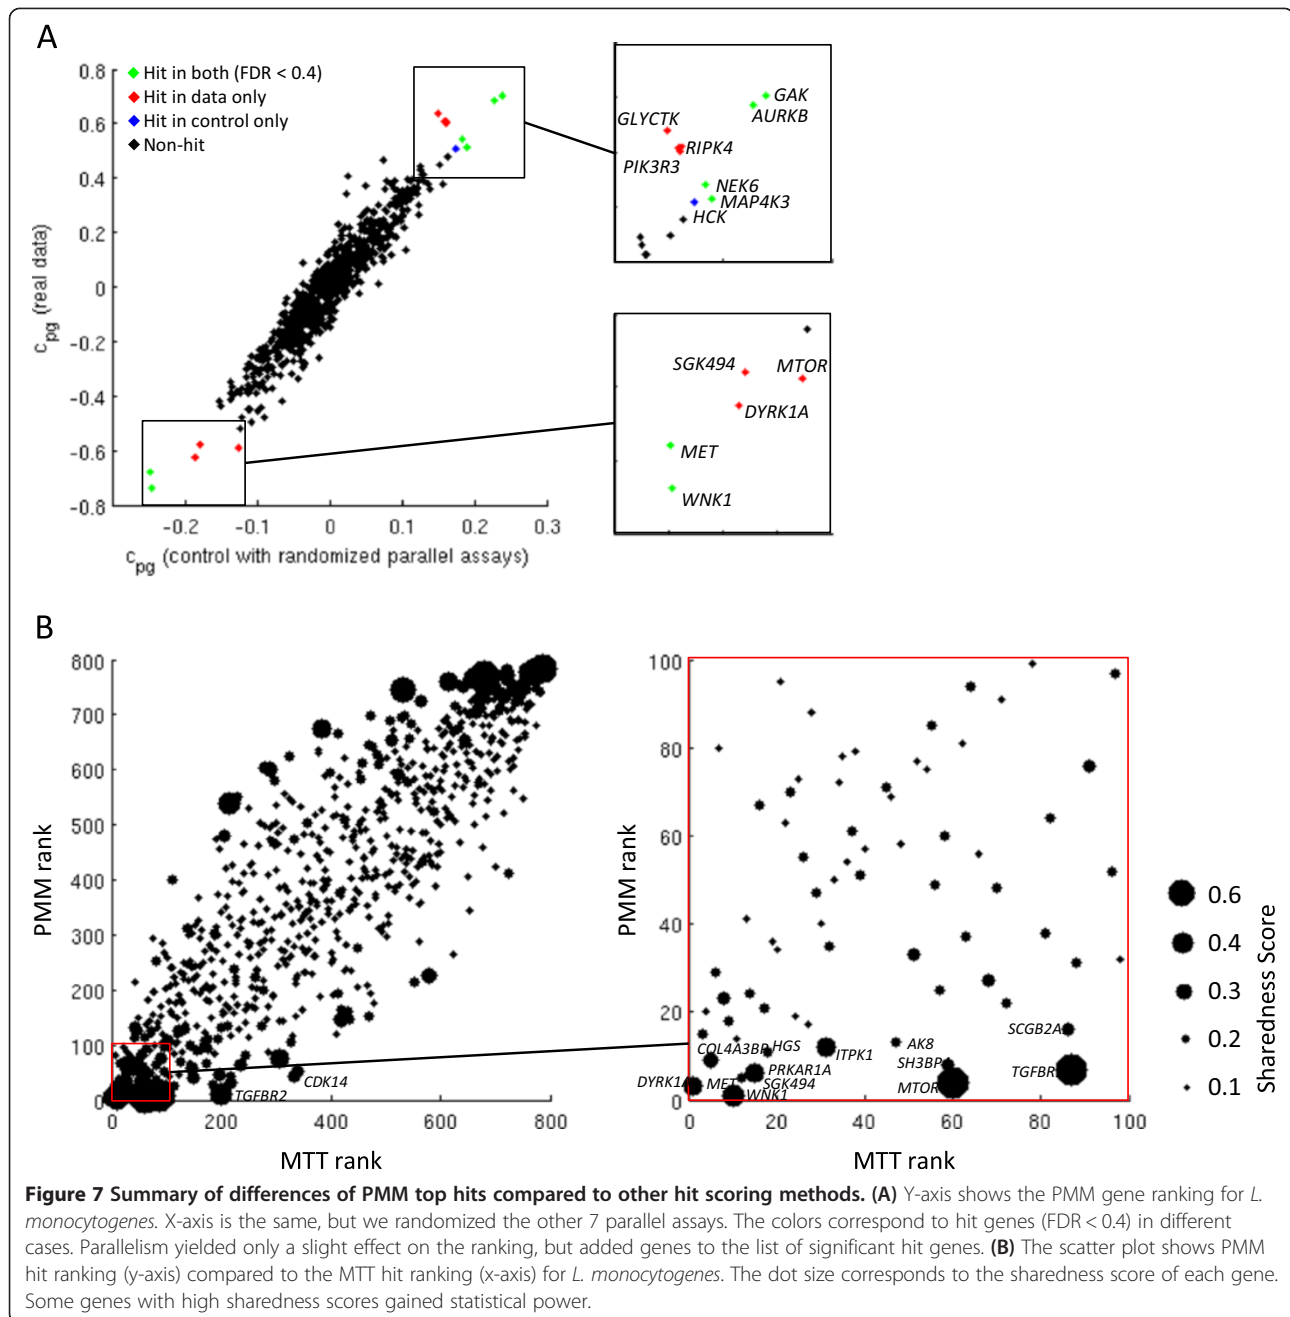 A
Hit in both (FDR < 0.4)
Hit in data only
Hit in control only
Non-hit
0.8
0.6
0.4
0.2
0
-0.2
-0.4
-0.6
-0.8
c_pg (real data)
-0.2
-0.1
0
0.1
0.2
0.3
c_pg (control with randomized parallel assays)
GAK
AURKB
GLYCTK
RIPK4
PIK3R3
NEK6
MAP4K3
HCK
SGK494
MTOR
DYRK1A
MET
WNK1
B
800
700
600
500
400
300
200
100
0
PMM rank
CDK14
TGFBR2
0
200
400
600
800
MTT rank
100
80
60
40
20
0
PMM rank
SCGB2A
COL4A3BP
HGS
ITPK1
AK8
SH3BP
TGFBR
PRKAR1A
DYRK1A
MET
SGK494
MTOR
WNK1
0
20
40
60
80
100
MTT rank
0.6
0.4
0.3
0.2
0.1
Sharedness Score
Figure 7 Summary of differences of PMM top hits compared to other hit scoring methods. (A) Y-axis shows the PMM gene ranking for L.
monocytogenes. X-axis is the same, but we randomized the other 7 parallel assays. The colors correspond to hit genes (FDR < 0.4) in different
cases. Parallelism yielded only a slight effect on the ranking, but added genes to the list of significant hit genes. (B) The scatter plot shows PMM
hit ranking (y-axis) compared to the MTT hit ranking (x-axis) for L. monocytogenes. The dot size corresponds to the sharedness score of each gene.
Some genes with high sharedness scores gained statistical power.